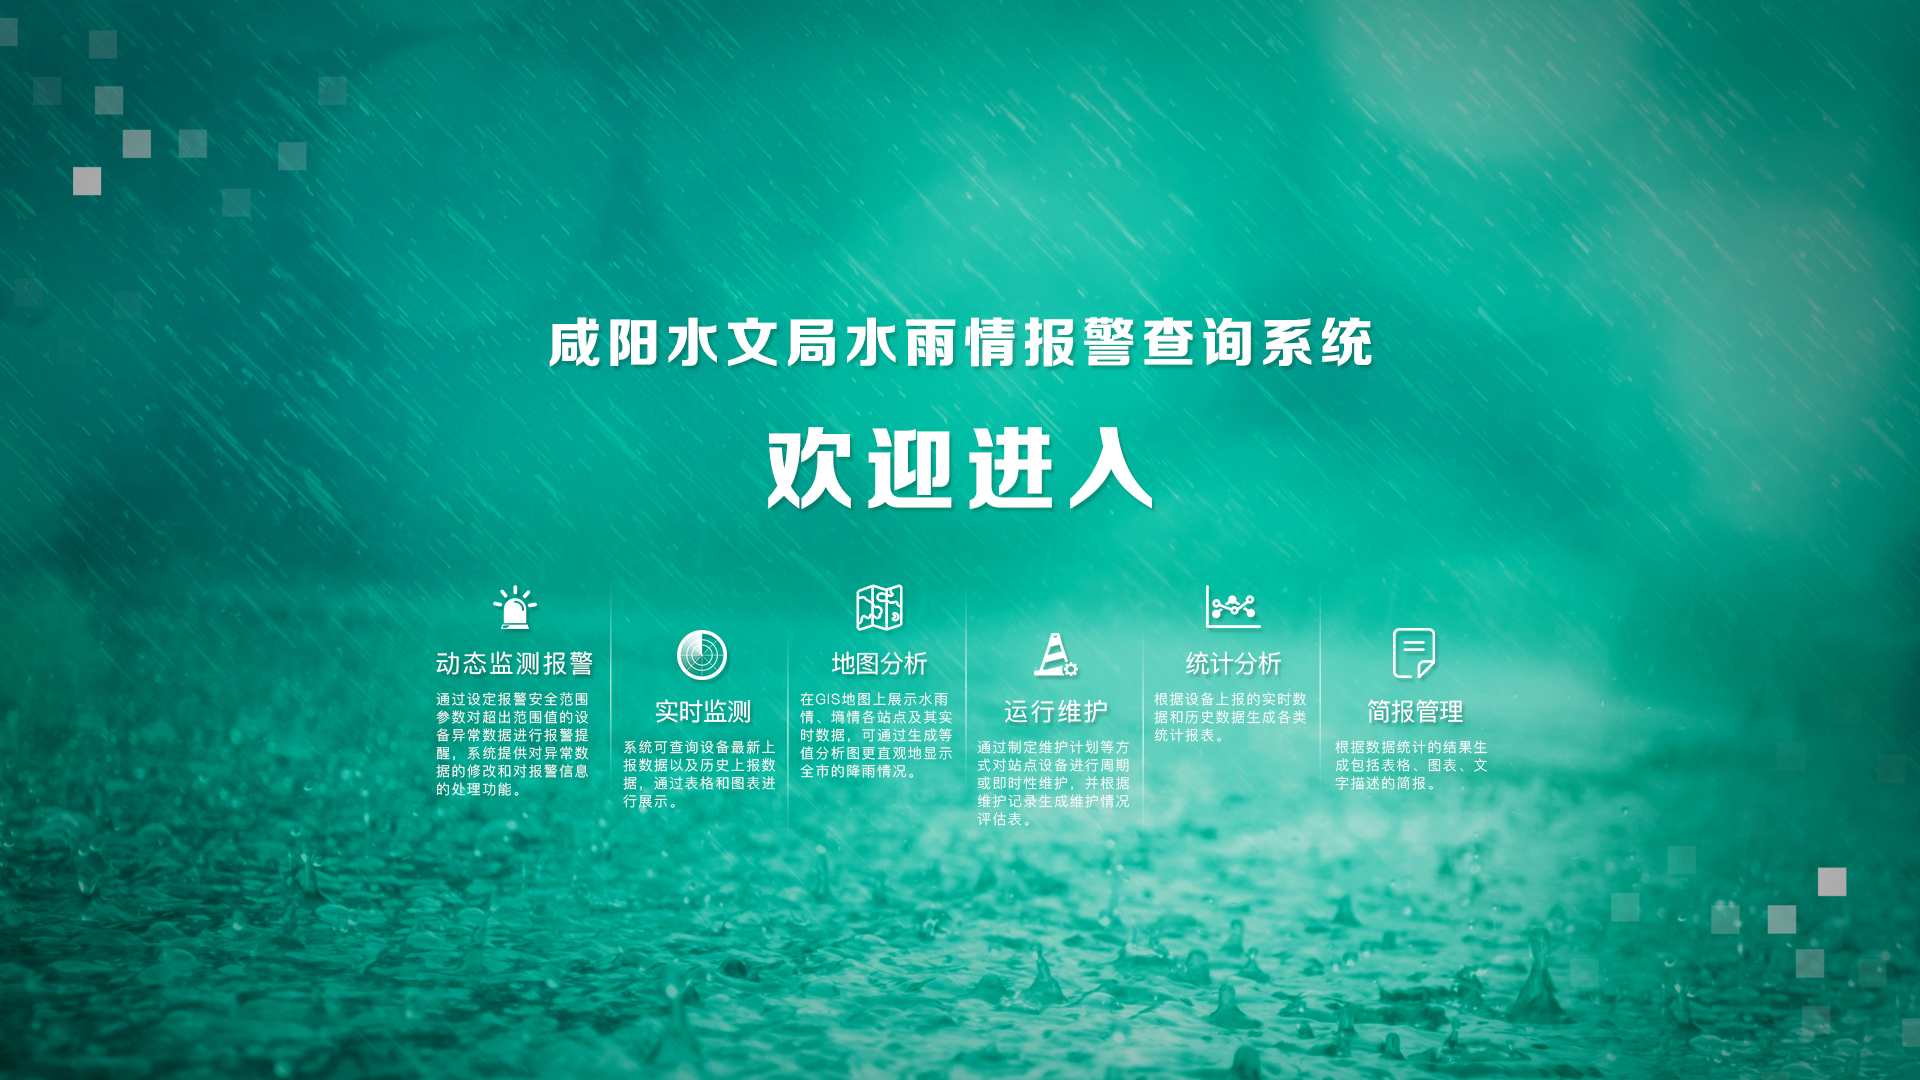 咸阳水文局水雨情报警查询系统
欢迎进入
动态监测报警
通过设定报警安全范围
参数对超出范围值的设
备异常数据进行报警提
醒，系统提供对异常数
据的修改和对报警信息
的处理功能。
实时监测
系统可查询设备最新上
报数据以及历史上报数
据，通过表格和图表进
行展示。
地图分析
在GIS地图上展示水雨
情、墒情各站点及其实
时数据，可通过生成等
值分析图更直观地显示
全市的降雨情况。
运行维护
通过制定维护计划等方
式对站点设备进行周期
或即时性维护，并根据
维护记录生成维护情况
评估表。
统计分析
根据设备上报的实时数
据和历史数据生成各类
统计报表。
简报管理
根据数据统计的结果生
成包括表格、图表、文
字描述的简报。